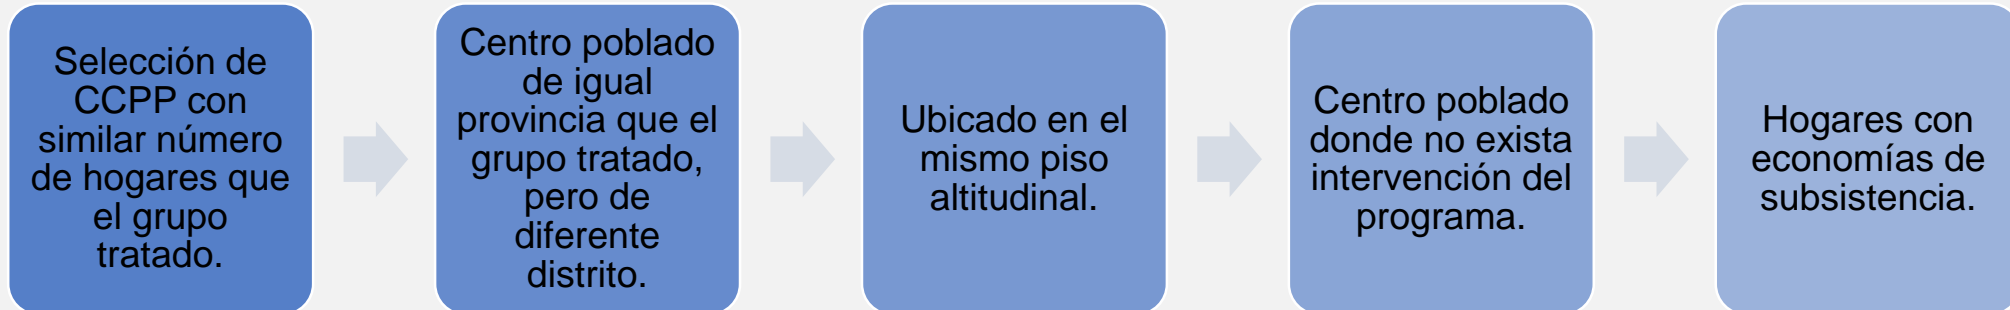 Selección de
CCPP con
similar número
de hogares que
el grupo
tratado.
Centro poblado
de igual
provincia que el
grupo tratado,
pero de
diferente
distrito.
Ubicado en el
mismo piso
altitudinal.
Centro poblado
donde no exista
intervención del
programa.
Hogares con
economías de
subsistencia.